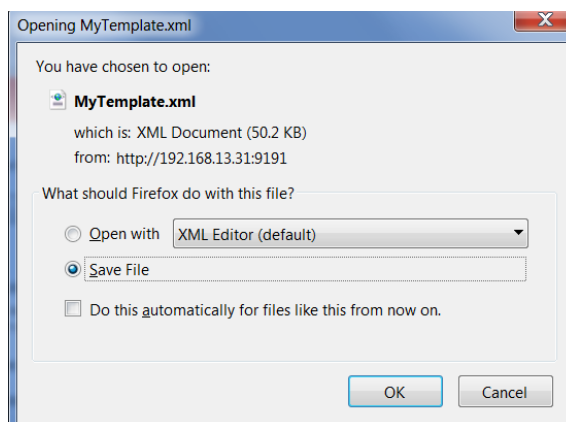 Opening MyTemplate.xml
You have chosen to open:
MyTemplate.xml
which is: XML Document (50.2 KB)
from: http://192.168.13.31:9191
What should Firefox do with this file?
Open with XML Editor (default)
Save File
Do this automatically for files like this from now on.
OK Cancel